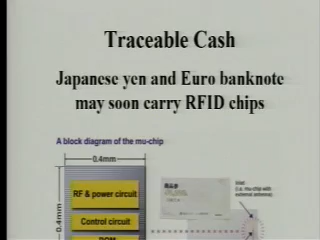 Traceable Cash
Japanese yen and Euro banknote
may soon carry RFID chips
A block diagram of the mu-chip
0.4mm
RF & power circuit
0.4mm
Control circuit
ROM